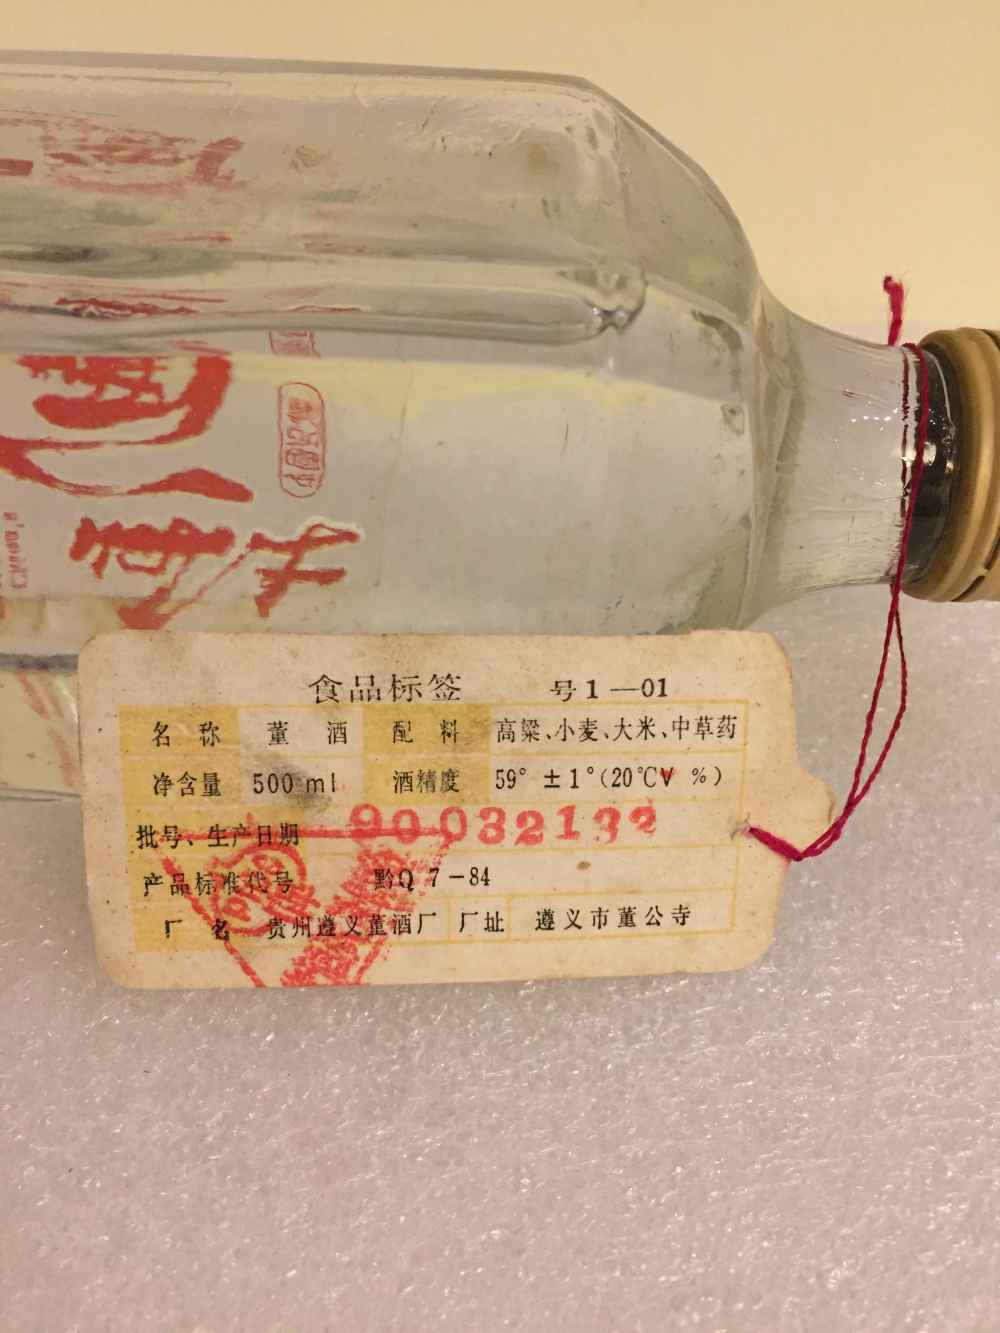 食品标签 号1—01
名称 董酒 配料 高粱、小麦、大米、中草药
净含量 500 ml 酒精度 59° ±1°(20℃V %)
批号、生产日期 90032132
产品标准代号 黔Q 7-84
厂名 贵州遵义董酒厂 厂址 遵义市董公寺